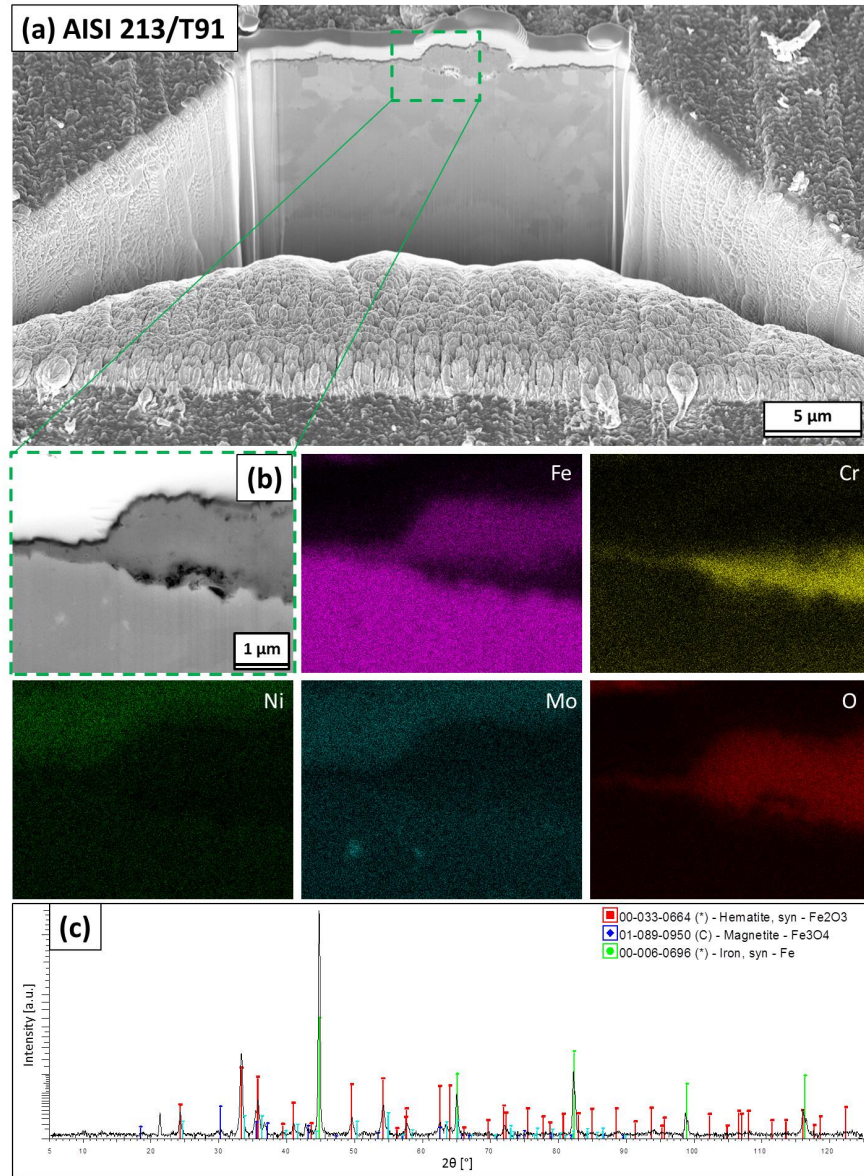 (a) AISI 213/T91
5 µm
(b)
1 µm
Fe
Cr
Ni
Mo
O
(c)
00-033-0664 (*) - Hematite, syn - Fe2O3
01-089-0950 (C) - Magnetite - Fe3O4
00-006-0696 (*) - Iron, syn - Fe
Intensity [a.u.]
5 10 20 30 40 50 60 70 80 90 100 110 120
2θ [°]